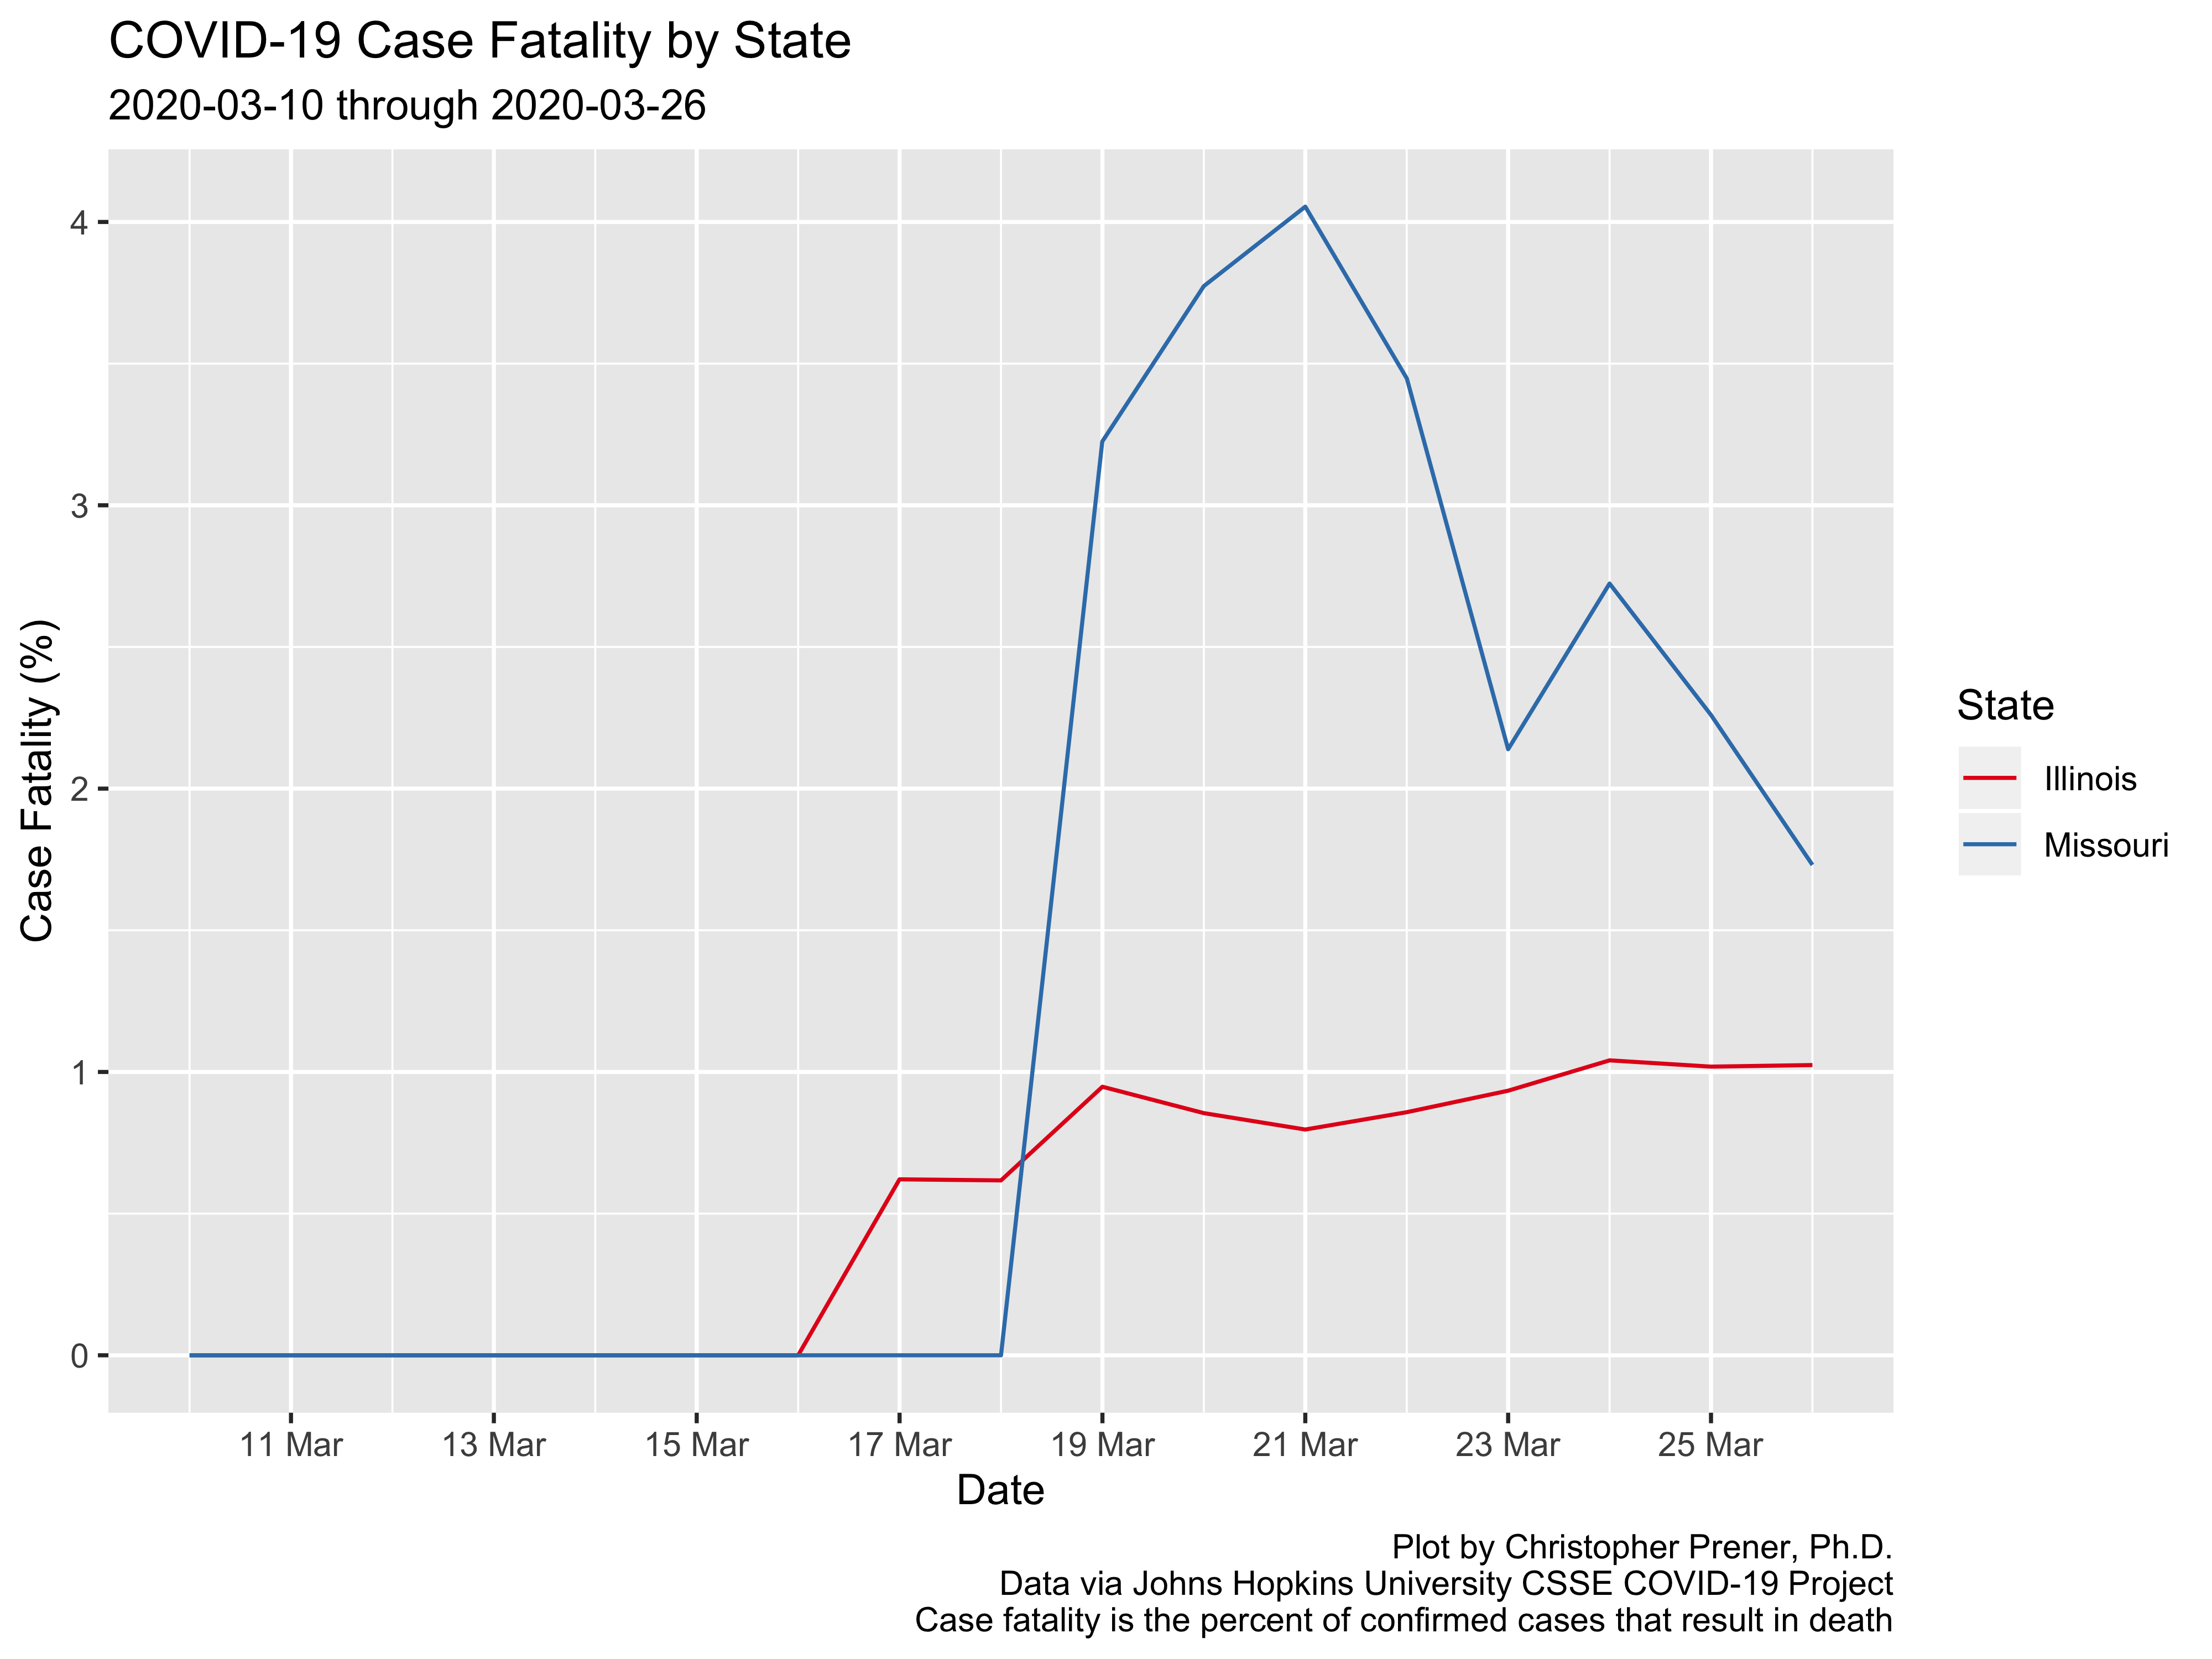 COVID-19 Case Fatality by State
2020-03-10 through 2020-03-26
Case Fatality (%)
4
3
2
1
0
11 Mar
13 Mar
15 Mar
17 Mar
19 Mar
21 Mar
23 Mar
25 Mar
Date
State
Illinois
Missouri
Plot by Christopher Prener, Ph.D.
Data via Johns Hopkins University CSSE COVID-19 Project
Case fatality is the percent of confirmed cases that result in death